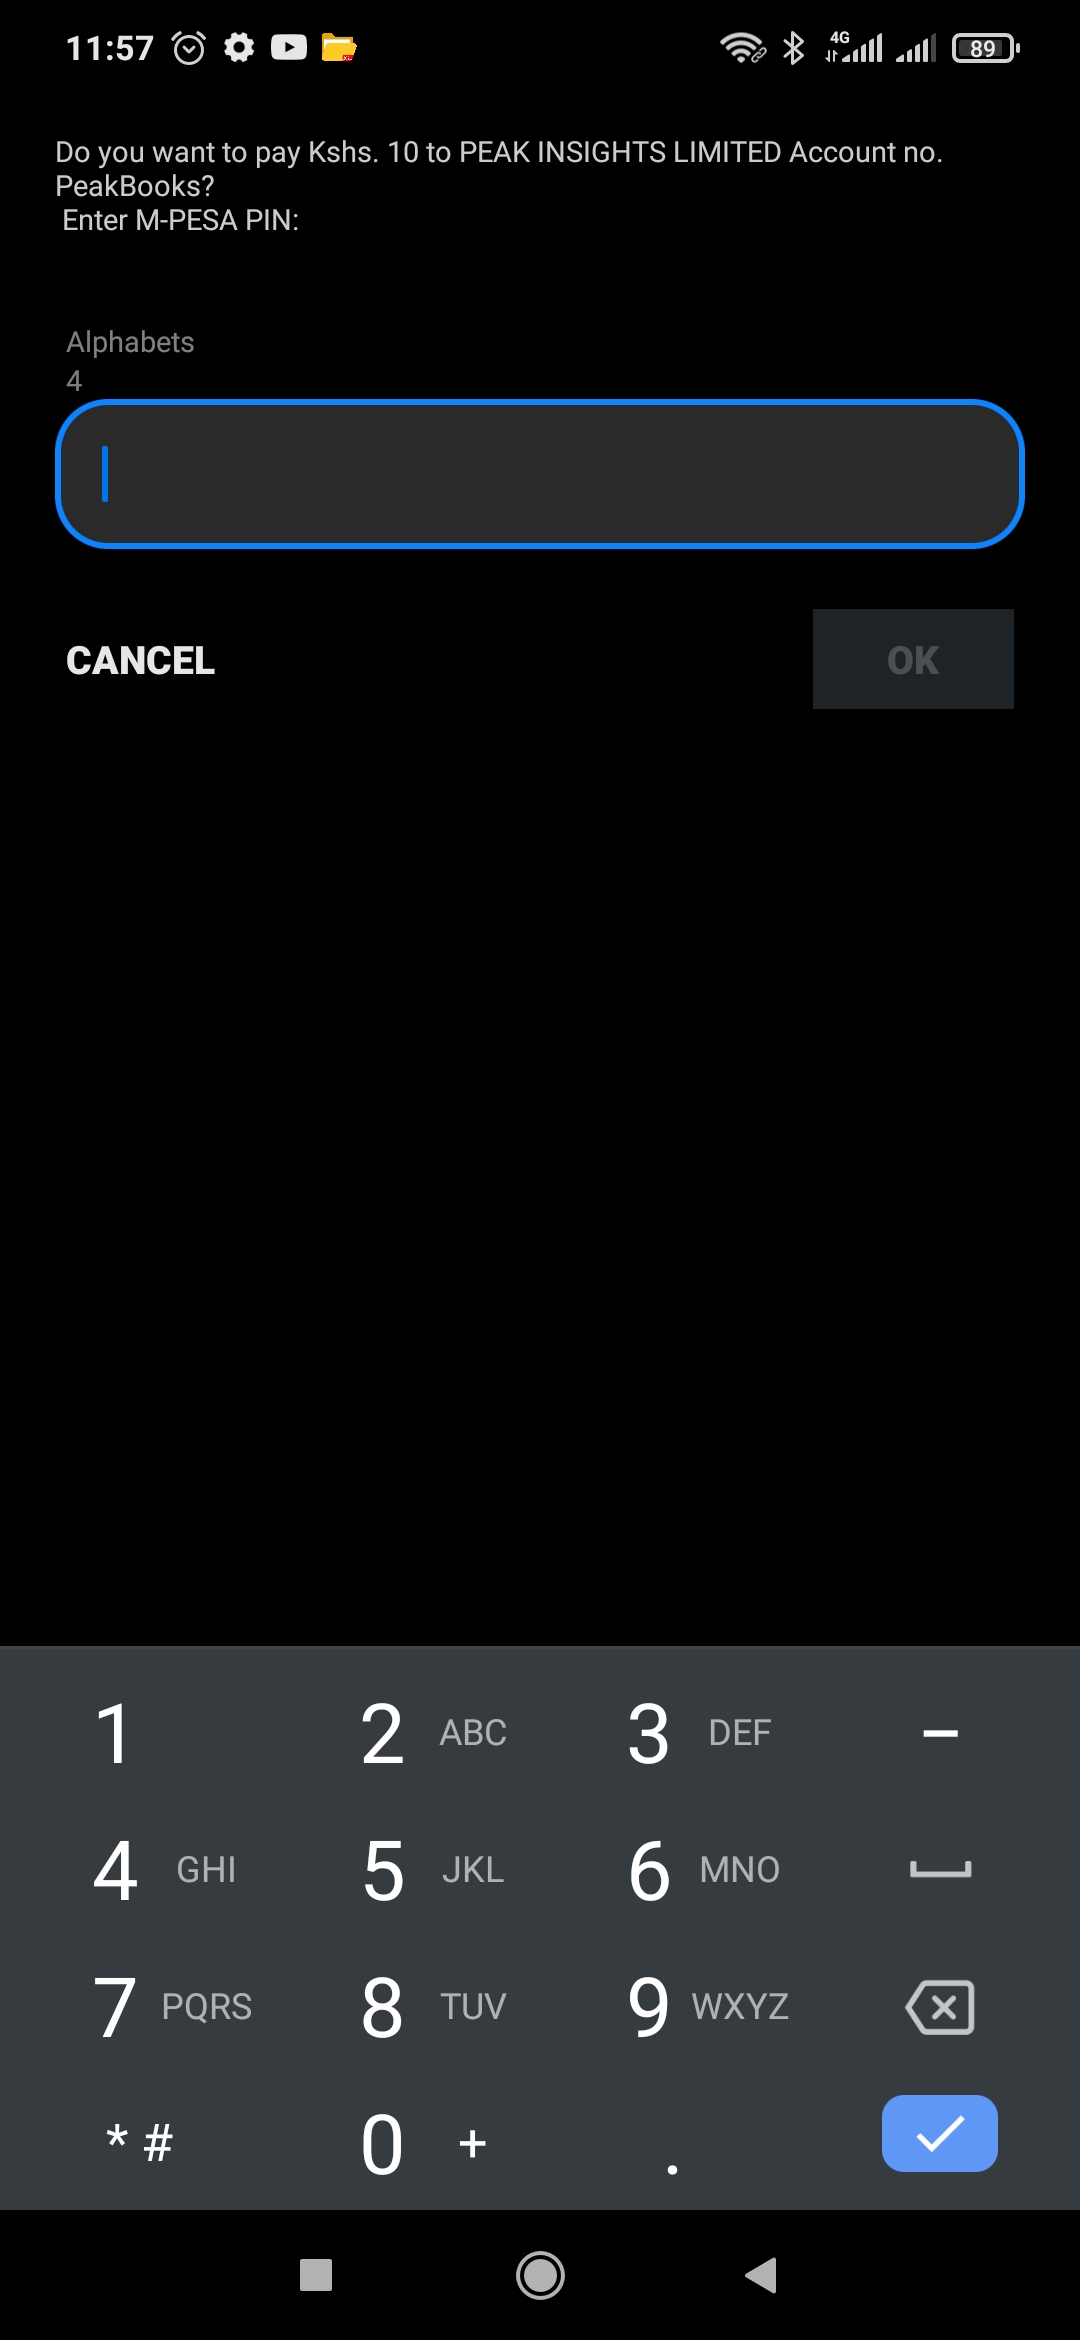 11:57
4G
89
Do you want to pay Kshs. 10 to PEAK INSIGHTS LIMITED Account no.
PeakBooks?
Enter M-PESA PIN:
Alphabets
4
CANCEL
OK
1
2 ABC
3 DEF
–
4 GHI
5 JKL
6 MNO
7 PQRS
8 TUV
9 WXYZ
* #
0 +
.